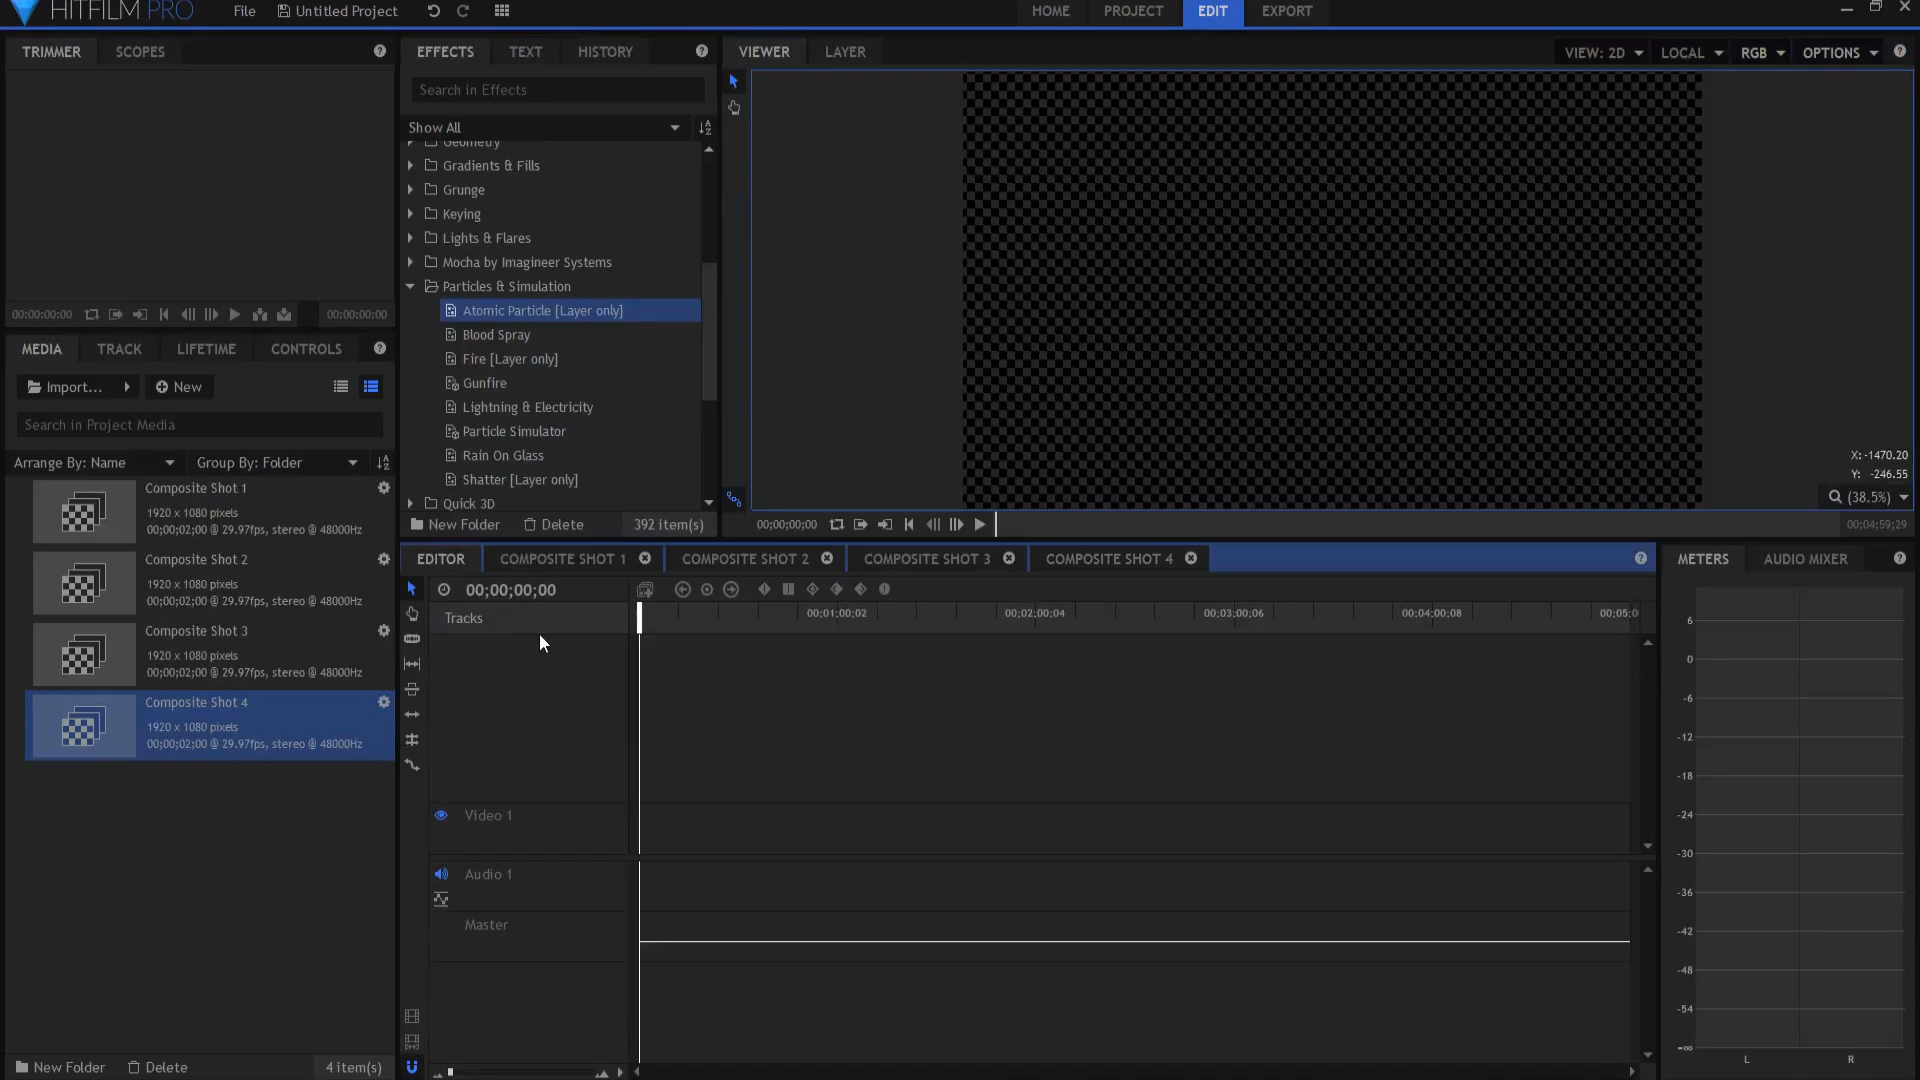 HITFILM PRO File Untitled Project HOME PROJECT EDIT EXPORT
TRIMMER SCOPES
00:00:00:00 00:00:00:00
MEDIA TRACK LIFETIME CONTROLS
Import... New
Search in Project Media
Arrange By: Name Group By: Folder
Composite Shot 1
1920 x 1080 pixels
00;00;02;00 @ 29.97fps, stereo @ 48000Hz
Composite Shot 2
1920 x 1080 pixels
00;00;02;00 @ 29.97fps, stereo @ 48000Hz
Composite Shot 3
1920 x 1080 pixels
00;00;02;00 @ 29.97fps, stereo @ 48000Hz
Composite Shot 4
1920 x 1080 pixels
00;00;02;00 @ 29.97fps, stereo @ 48000Hz
New Folder Delete 4 item(s)
EFFECTS TEXT HISTORY
Search in Effects
Show All
Geometry
Gradients & Fills
Grunge
Keying
Lights & Flares
Mocha by Imagineer Systems
Particles & Simulation
Atomic Particle [Layer only]
Blood Spray
Fire [Layer only]
Gunfire
Lightning & Electricity
Particle Simulator
Rain On Glass
Shatter [Layer only]
Quick 3D
New Folder Delete 392 item(s)
VIEWER LAYER VIEW: 2D LOCAL RGB OPTIONS
X: -1470.20
Y: -246.55
(38.5%)
00;00;00;00 00;04;59;29
EDITOR COMPOSITE SHOT 1 COMPOSITE SHOT 2 COMPOSITE SHOT 3 COMPOSITE SHOT 4
00;00;00;00
Tracks 00;01;00;02 00;02;00;04 00;03;00;06 00;04;00;08 00;05;0
Video 1
Audio 1
Master
METERS AUDIO MIXER
6
0
-6
-12
-18
-24
-30
-36
-42
-48
-54
-∞
L R